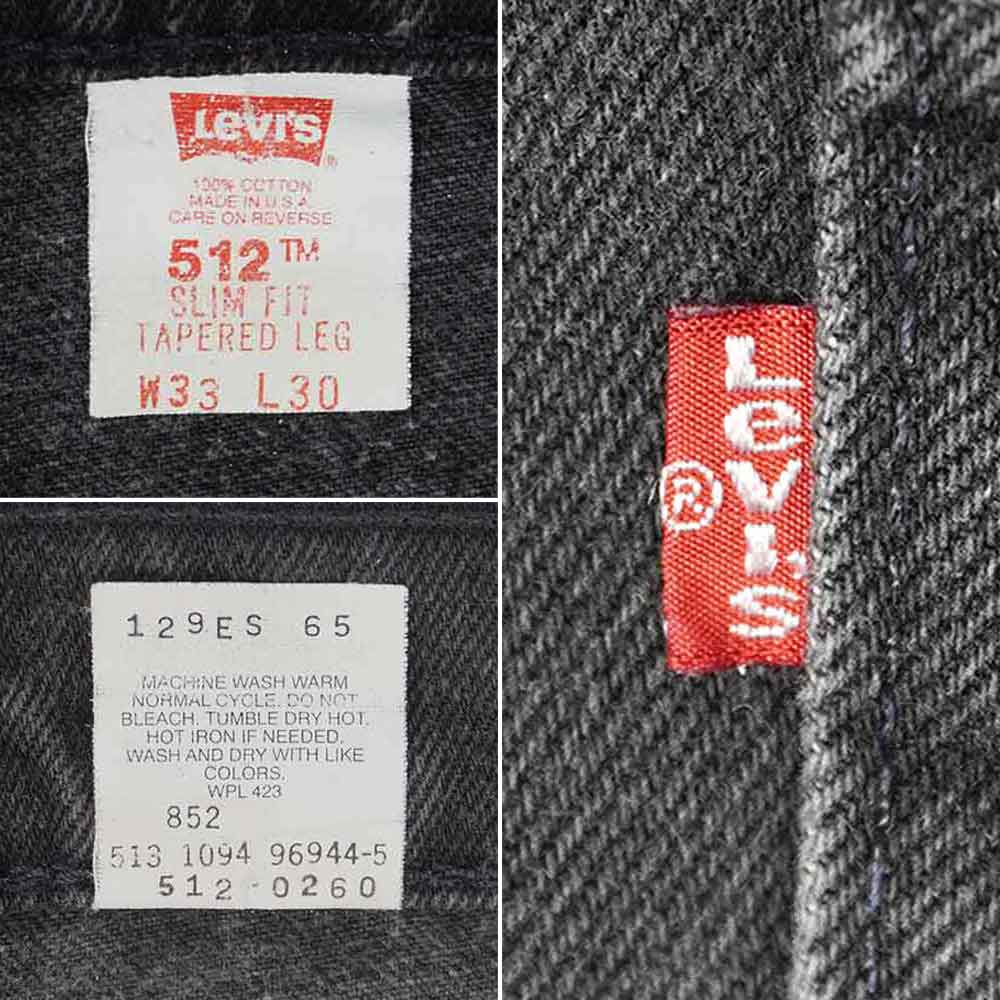 Levi's
®
100% COTTON
MADE IN U.S.A.
CARE ON REVERSE
512™
SLIM FIT
TAPERED LEG
W33 L30
129ES 65
MACHINE WASH WARM
NORMAL CYCLE. DO NOT
BLEACH. TUMBLE DRY HOT.
HOT IRON IF NEEDED.
WASH AND DRY WITH LIKE
COLORS.
WPL 423
852
513 1094 96944-5
512 0260
LeVI'S
®